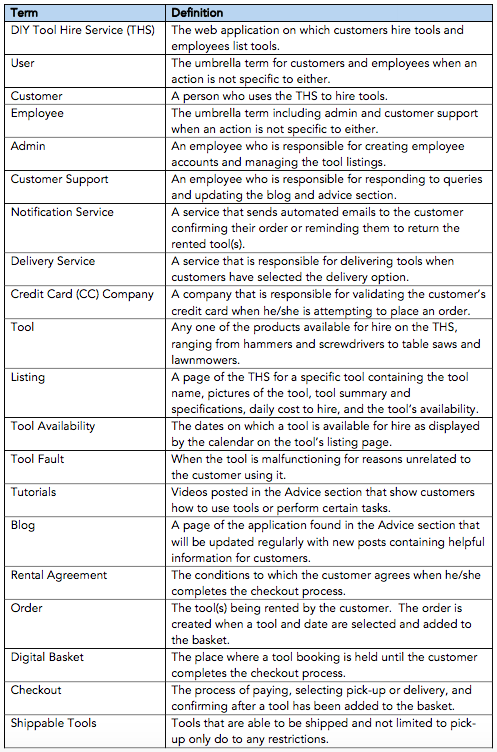 Term Definition
DIY Tool Hire Service (THS) The web application on which customers hire tools and
employees list tools.
User The umbrella term for customers and employees when an
action is not specific to either.
Customer A person who uses the THS to hire tools.
Employee The umbrella term including admin and customer support
when an action is not specific to either.
Admin An employee who is responsible for creating employee
accounts and managing the tool listings.
Customer Support An employee who is responsible for responding to queries
and updating the blog and advice section.
Notification Service A service that sends automated emails to the customer
confirming their order or reminding them to return the
rented tool(s).
Delivery Service A service that is responsible for delivering tools when
customers have selected the delivery option.
Credit Card (CC) Company A company that is responsible for validating the customer's
credit card when he/she is attempting to place an order.
Tool Any one of the products available for hire on the THS,
ranging from hammers and screwdrivers to table saws and
lawnmowers.
Listing A page of the THS for a specific tool containing the tool
name, pictures of the tool, tool summary and
specifications, daily cost to hire, and the tool's availability.
Tool Availability The dates on which a tool is available for hire as displayed
by the calendar on the tool's listing page.
Tool Fault When the tool is malfunctioning for reasons unrelated to
the customer using it.
Tutorials Videos posted in the Advice section that show customers
how to use tools or perform certain tasks.
Blog A page of the application found in the Advice section that
will be updated regularly with new posts containing helpful
information for customers.
Rental Agreement The conditions to which the customer agrees when he/she
completes the checkout process.
Order The tool(s) being rented by the customer. The order is
created when a tool and date are selected and added to
the basket.
Digital Basket The place where a tool booking is held until the customer
completes the checkout process.
Checkout The process of paying, selecting pick-up or delivery, and
confirming after a tool has been added to the basket.
Shippable Tools Tools that are able to be shipped and not limited to pick-
up only do to any restrictions.